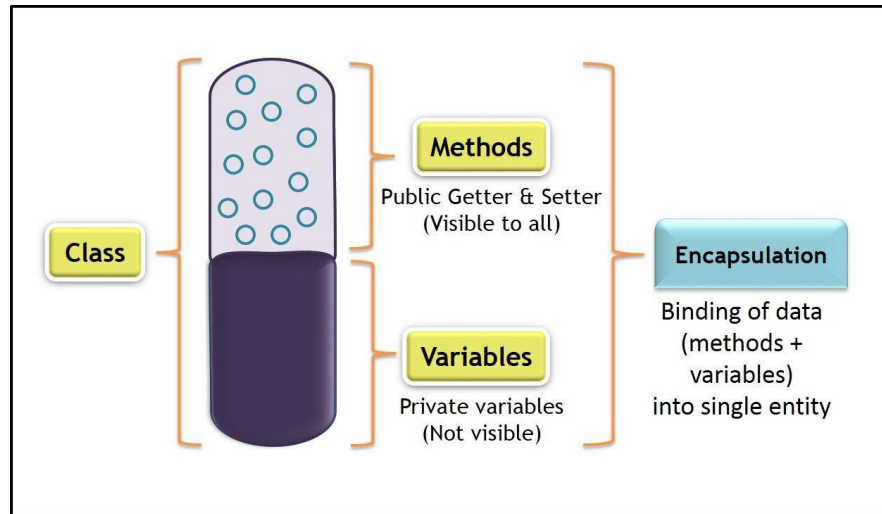 Class
Methods
Public Getter & Setter
(Visible to all)
Variables
Private variables
(Not visible)
Encapsulation
Binding of data
(methods +
variables)
into single entity